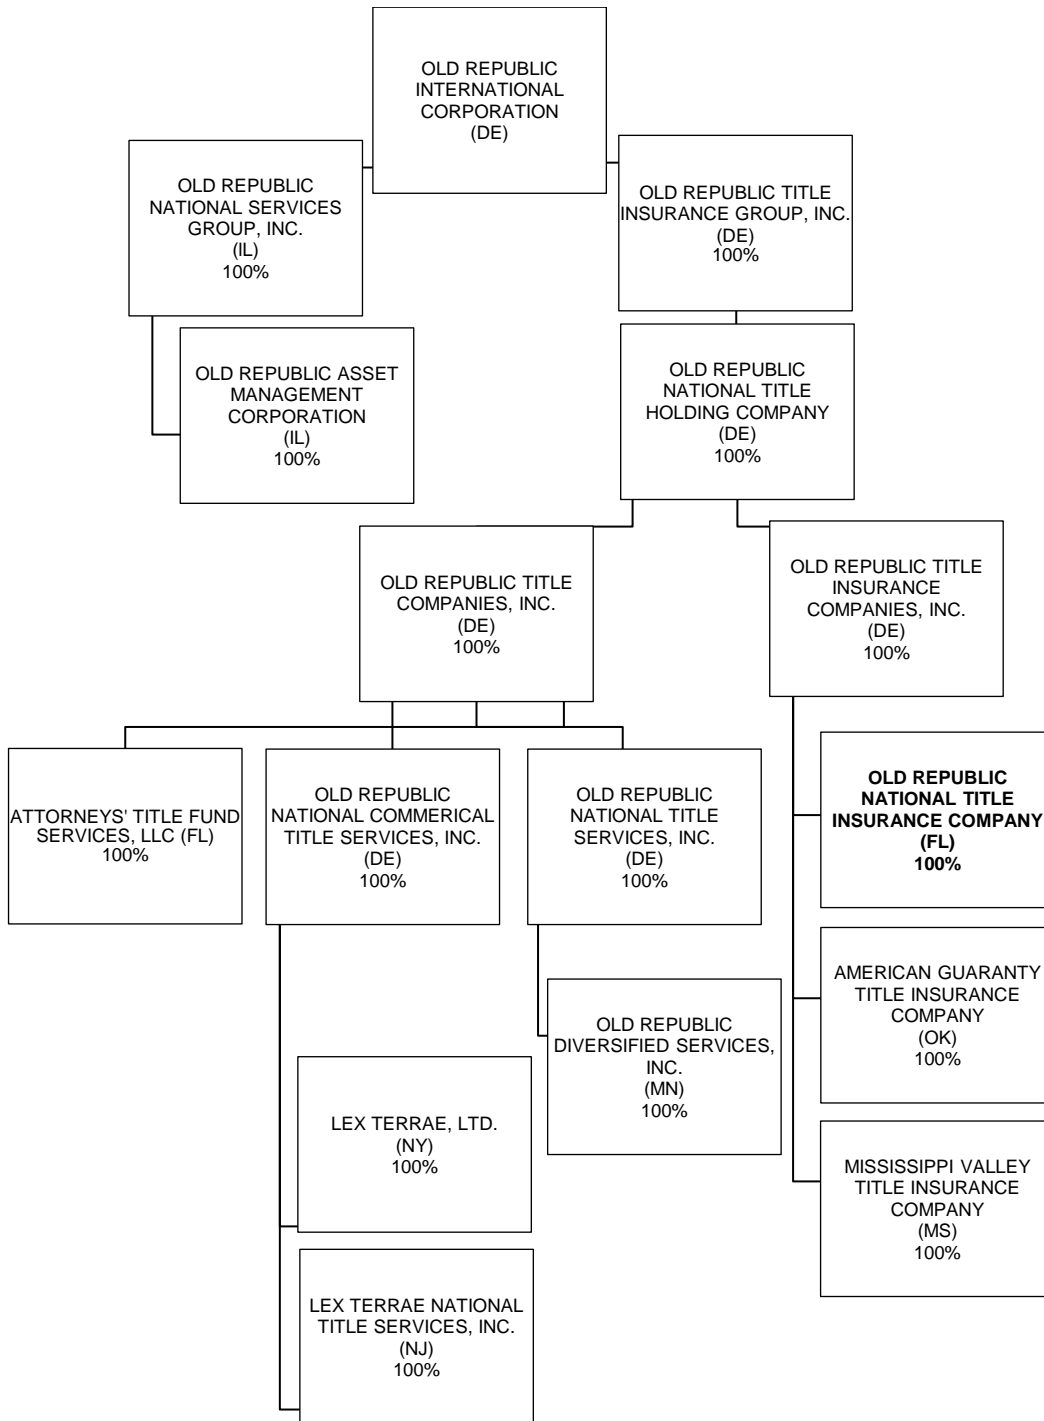 OLD REPUBLIC
INTERNATIONAL
CORPORATION
(DE)
OLD REPUBLIC
NATIONAL SERVICES
GROUP, INC.
(IL)
100%
OLD REPUBLIC TITLE
INSURANCE GROUP, INC.
(DE)
100%
OLD REPUBLIC ASSET
MANAGEMENT
CORPORATION
(IL)
100%
OLD REPUBLIC
NATIONAL TITLE
HOLDING COMPANY
(DE)
100%
OLD REPUBLIC TITLE
COMPANIES, INC.
(DE)
100%
OLD REPUBLIC TITLE
INSURANCE
COMPANIES, INC.
(DE)
100%
ATTORNEYS' TITLE FUND
SERVICES, LLC (FL)
100%
OLD REPUBLIC
NATIONAL COMMERICAL
TITLE SERVICES, INC.
(DE)
100%
OLD REPUBLIC
NATIONAL TITLE
SERVICES, INC.
(DE)
100%
OLD REPUBLIC
NATIONAL TITLE
INSURANCE COMPANY
(FL)
100%
AMERICAN GUARANTY
TITLE INSURANCE
COMPANY
(OK)
100%
OLD REPUBLIC
DIVERSIFIED SERVICES,
INC.
(MN)
100%
LEX TERRAE, LTD.
(NY)
100%
MISSISSIPPI VALLEY
TITLE INSURANCE
COMPANY
(MS)
100%
LEX TERRAE NATIONAL
TITLE SERVICES, INC.
(NJ)
100%